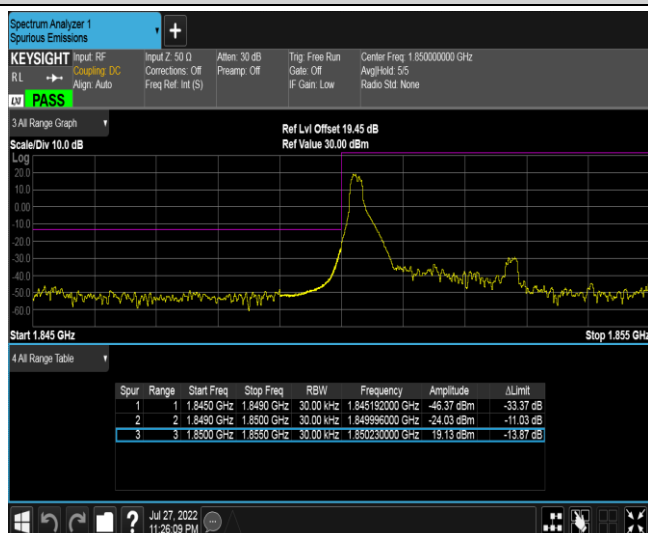 Spectrum Analyzer 1
Spurious Emissions
KEYSIGHT
Input: RF
Coupling: DC
Align: Auto
R L
LXI
PASS
Input Z: 50 Ω
Corrections: Off
Freq Ref: Int (S)
Atten: 30 dB
Preamp: Off
Trig: Free Run
Gate: Off
IF Gain: Low
Center Freq: 1.850000000 GHz
Avg|Hold: 5/5
Radio Std: None
3 All Range Graph
Scale/Div 10.0 dB
Ref Lvl Offset 19.45 dB
Ref Value 30.00 dBm
Log
20.0
10.0
0.00
-10.0
-20.0
-30.0
-40.0
-50.0
-60.0
Start 1.845 GHz
Stop 1.855 GHz
4 All Range Table
Spur Range Start Freq Stop Freq RBW Frequency Amplitude ΔLimit
1 1 1.8450 GHz 1.8490 GHz 30.00 kHz 1.845192000 GHz -46.37 dBm -33.37 dB
2 2 1.8490 GHz 1.8500 GHz 30.00 kHz 1.849996000 GHz -24.03 dBm -11.03 dB
3 3 1.8500 GHz 1.8550 GHz 30.00 kHz 1.850230000 GHz 19.13 dBm -13.87 dB
?
Jul 27, 2022
11:26:09 PM